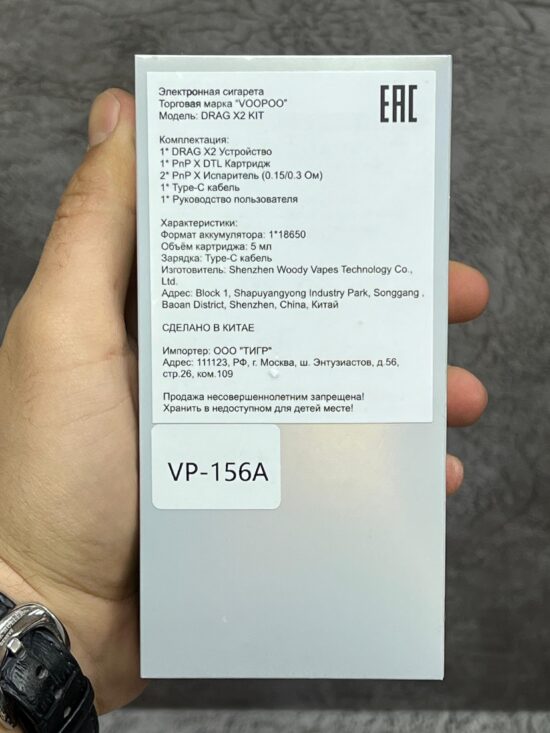 Электронная сигарета
Торговая марка "VOOPOO"
Модель: DRAG X2 KIT
EAC
Комплектация:
1* DRAG X2 Устройство
1* PnP X DTL Картридж
2* PnP X Испаритель (0.15/0.3 Ом)
1* Type-C кабель
1* Руководство пользователя
Характеристики:
Формат аккумулятора: 1*18650
Объём картриджа: 5 мл
Зарядка: Type-C кабель
Изготовитель: Shenzhen Woody Vapes Technology Co.,
Ltd.
Адрес: Block 1, Shapuyangyong Industry Park, Songgang ,
Baoan District, Shenzhen, China, Китай
СДЕЛАНО В КИТАЕ
Импортер: ООО "ТИГР"
Адрес: 111123, РФ, г. Москва, ш. Энтузиастов, д.56,
стр.26, ком.109
Продажа несовершеннолетним запрещена!
Хранить в недоступном для детей месте!
VP-156A